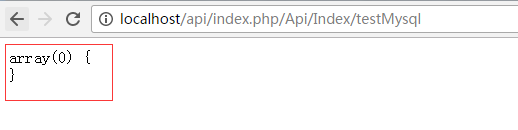 localhost/api/index.php/Api/Index/testMysql
array(0) {
}